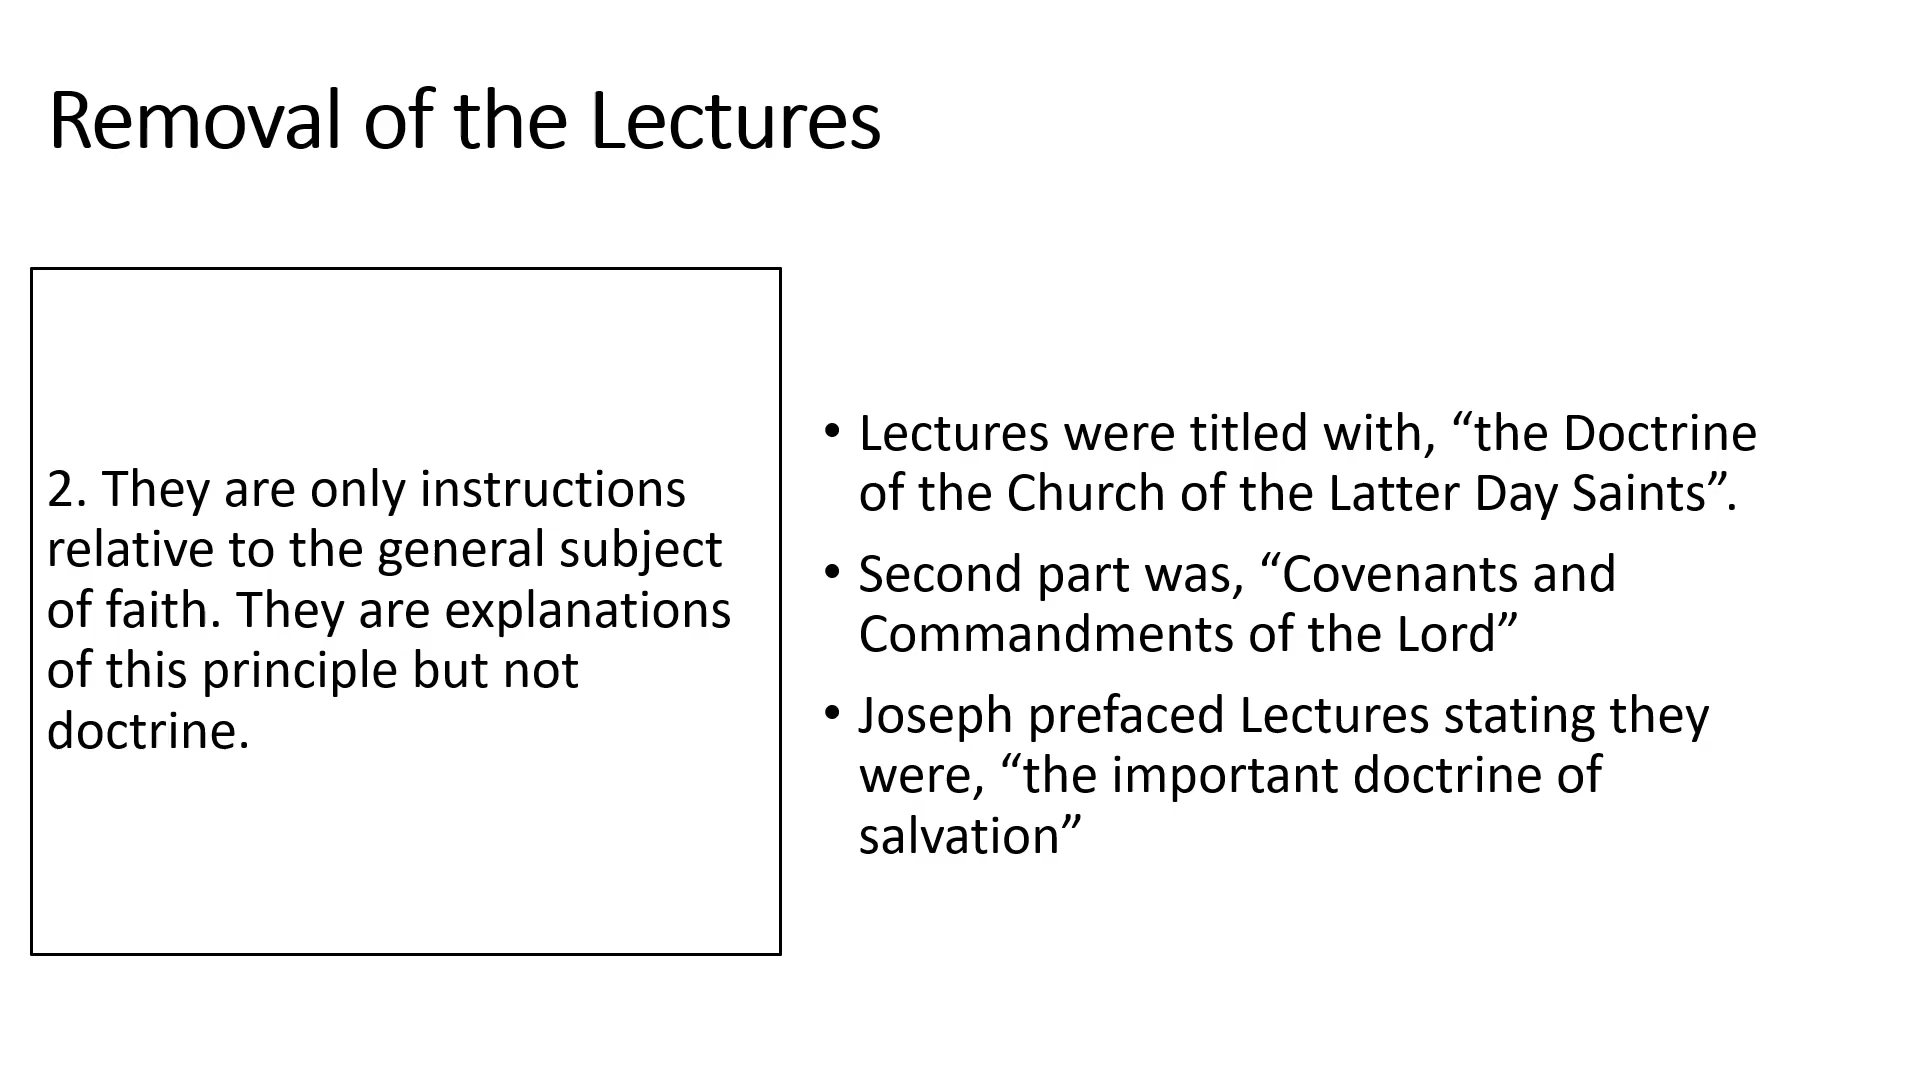 Removal of the Lectures
2. They are only instructions
relative to the general subject
of faith. They are explanations
of this principle but not
doctrine.
• Lectures were titled with, “the Doctrine
of the Church of the Latter Day Saints”.
• Second part was, “Covenants and
Commandments of the Lord”
• Joseph prefaced Lectures stating they
were, “the important doctrine of
salvation”